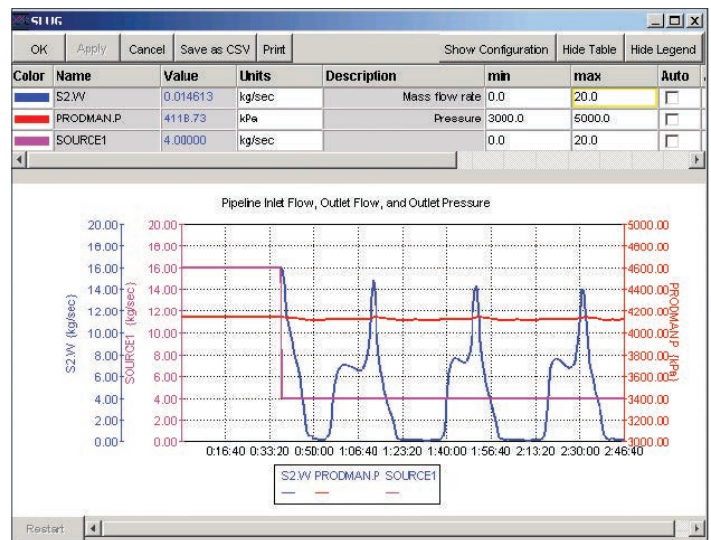 SLUG
OK Apply Cancel Save as CSV Print Show Configuration Hide Table Hide Legend
Color Name Value Units Description min max Auto
S2.W 0.014613 kg/sec Mass flow rate 0.0 20.0
PRODMAN.P 4118.73 kPa Pressure 3000.0 5000.0
SOURCE1 4.00000 kg/sec 0.0 20.0
Pipeline Inlet Flow, Outlet Flow, and Outlet Pressure
20.00 20.00 5000.00
18.00 18.00 4800.00
16.00 16.00 4600.00
14.00 14.00 4400.00
12.00 12.00 4200.00
10.00 10.00 4000.00
8.00 8.00 3800.00
6.00 6.00 3600.00
4.00 4.00 3400.00
2.00 2.00 3200.00
0.00 0.00 3000.00
S2.W (kg/sec)
SOURCE1 (kg/sec)
PRODMAN.P (kPa)
0:16:40 0:33:20 0:50:00 1:06:40 1:23:20 1:40:00 1:56:40 2:13:20 2:30:00 2:46:40
S2.W PRODMAN.P SOURCE1
Restart